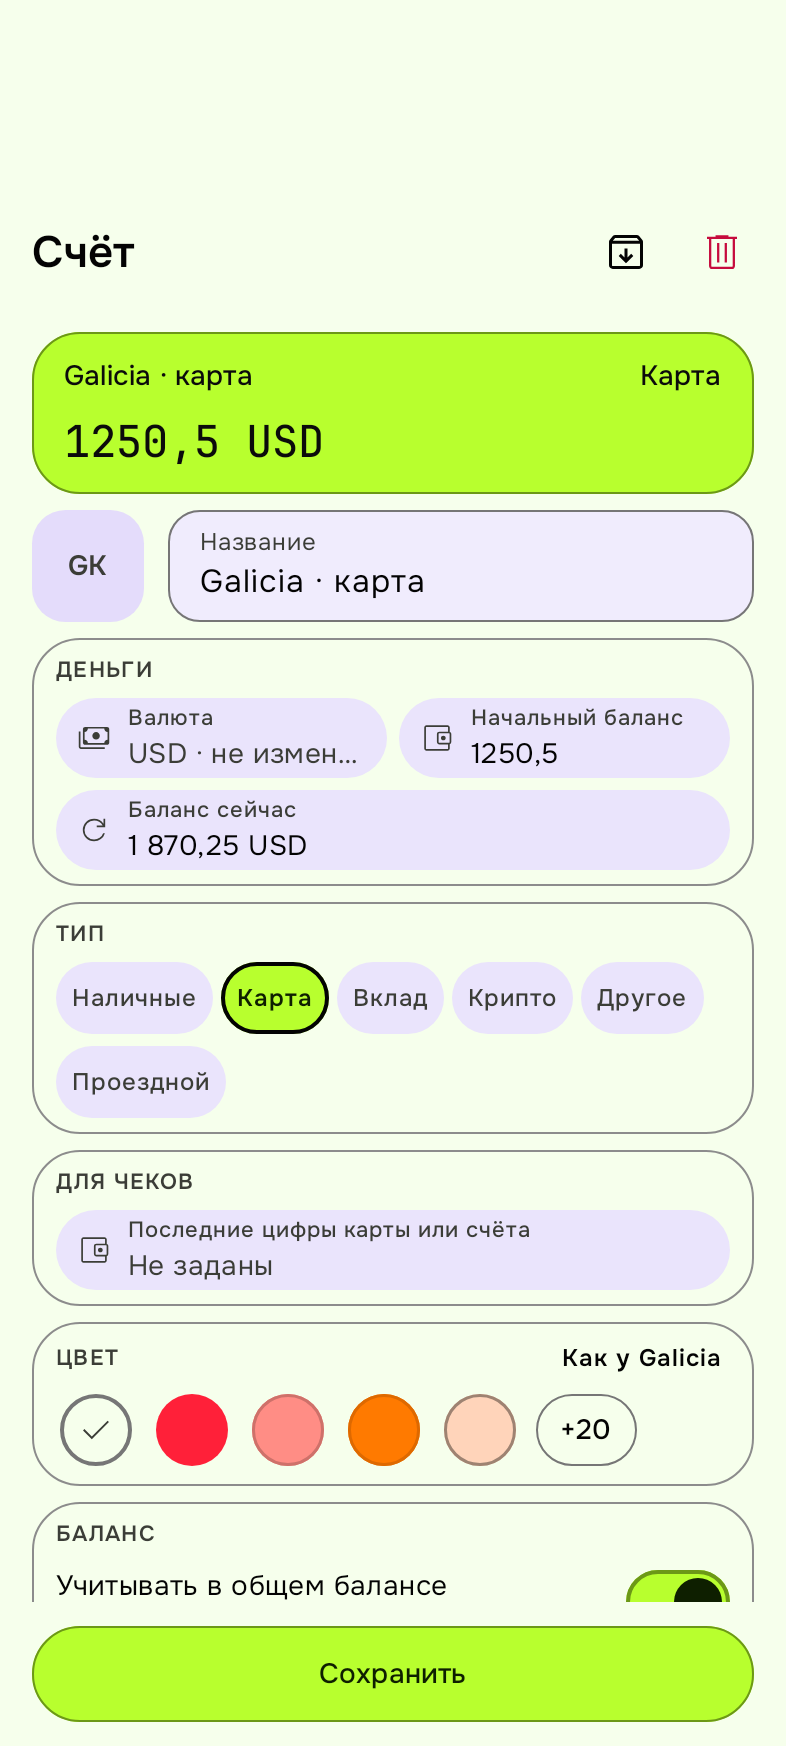 Счёт
Galicia · карта
Карта
1250,5 USD
GK
Название
Galicia · карта
ДЕНЬГИ
Валюта
USD · не измен...
Начальный баланс
1250,5
Баланс сейчас
1 870,25 USD
ТИП
Наличные
Карта
Вклад
Крипто
Другое
Проездной
ДЛЯ ЧЕКОВ
Последние цифры карты или счёта
Не заданы
ЦВЕТ
Как у Galicia
+20
БАЛАНС
Учитывать в общем балансе
Сохранить